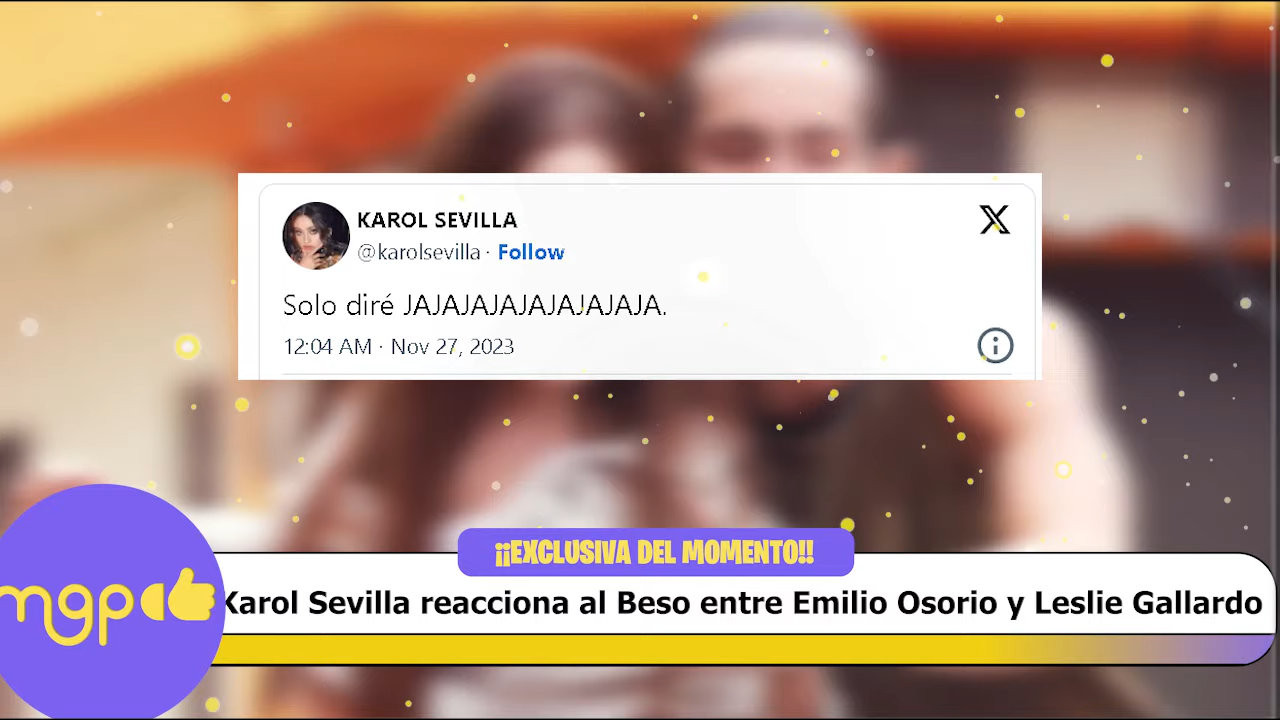 KAROL SEVILLA
@karolsevilla · Follow
Solo diré JAJAJAJAJAJAJAJAJA.
12:04 AM · Nov 27, 2023
¡¡EXCLUSIVA DEL MOMENTO!!
mgp
Karol Sevilla reacciona al Beso entre Emilio Osorio y Leslie Gallardo